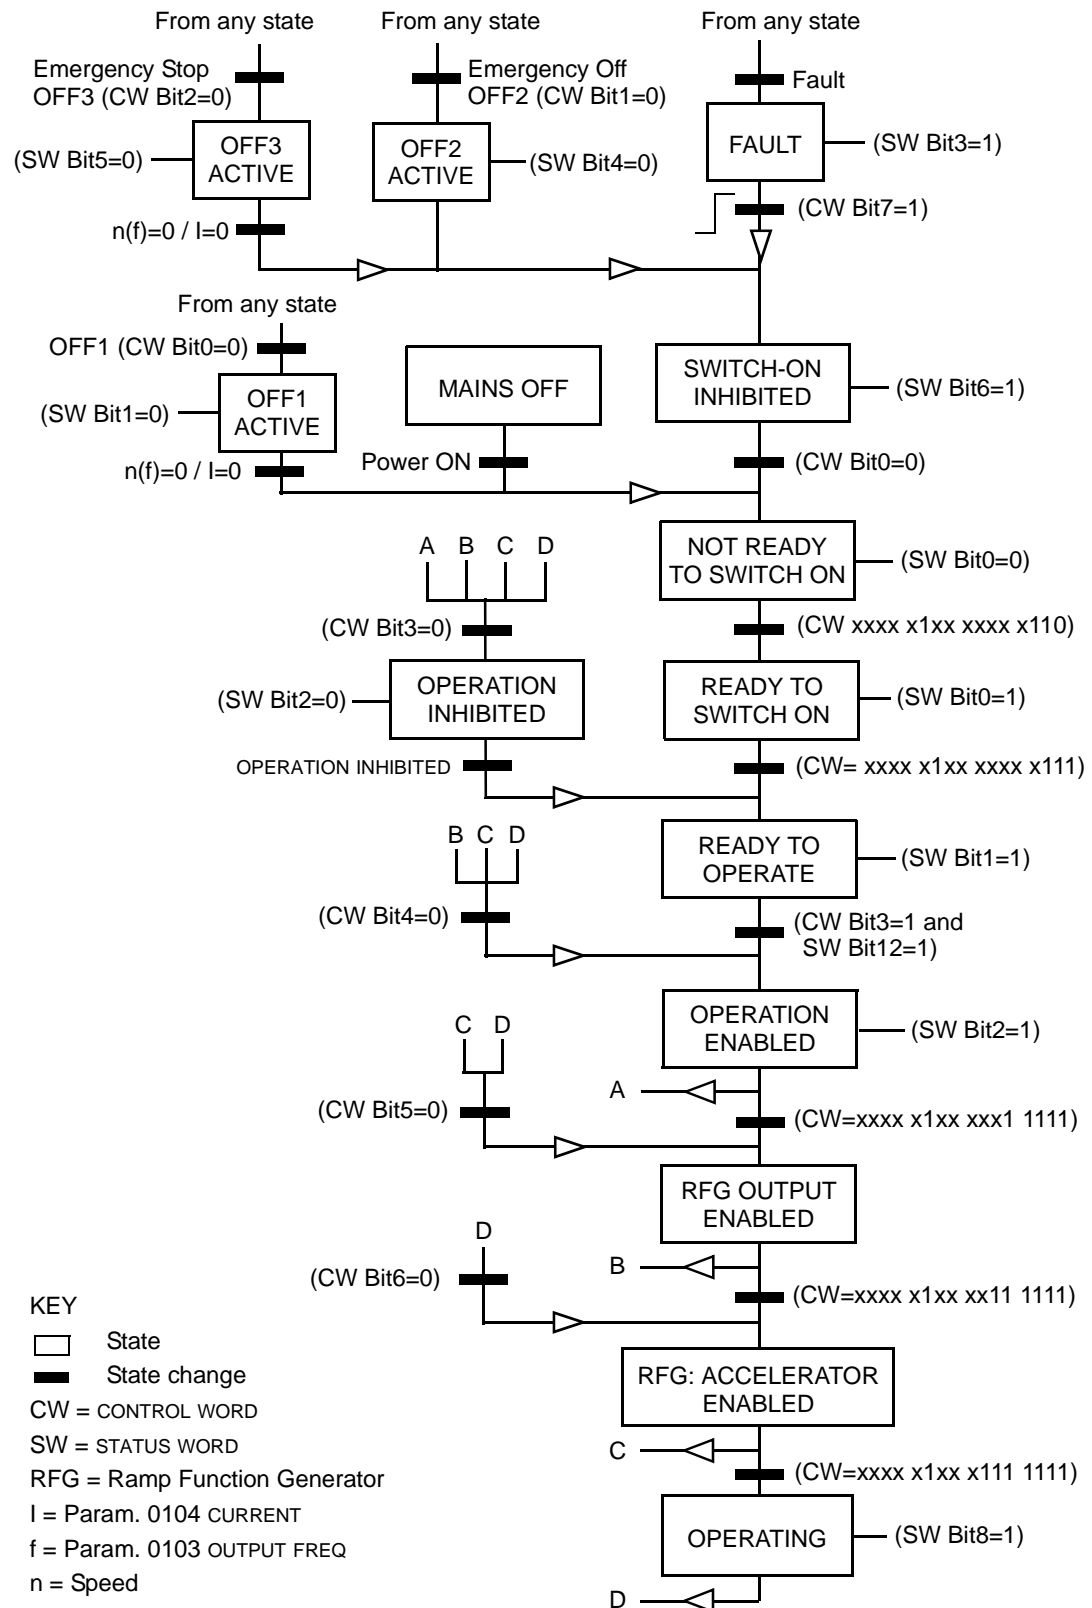 From any state
From any state
From any state
Emergency Stop
OFF3 (CW Bit2=0)
Emergency Off
OFF2 (CW Bit1=0)
Fault
(SW Bit5=0)
OFF3
ACTIVE
OFF2
ACTIVE
(SW Bit4=0)
FAULT
(SW Bit3=1)
n(f)=0 / I=0
(CW Bit7=1)
From any state
OFF1 (CW Bit0=0)
(SW Bit1=0)
OFF1
ACTIVE
MAINS OFF
SWITCH-ON
INHIBITED
(SW Bit6=1)
n(f)=0 / I=0
Power ON
(CW Bit0=0)
A B C D
NOT READY
TO SWITCH ON
(SW Bit0=0)
(CW Bit3=0)
(CW xxxx x1xx xxxx x110)
(SW Bit2=0)
OPERATION
INHIBITED
READY TO
SWITCH ON
(SW Bit0=1)
OPERATION INHIBITED
(CW= xxxx x1xx xxxx x111)
B C D
READY TO
OPERATE
(SW Bit1=1)
(CW Bit4=0)
(CW Bit3=1 and
SW Bit12=1)
C D
OPERATION
ENABLED
(SW Bit2=1)
A
(CW Bit5=0)
(CW=xxxx x1xx xxx1 1111)
RFG OUTPUT
ENABLED
D
B
(CW Bit6=0)
(CW=xxxx x1xx xx11 1111)
RFG: ACCELERATOR
ENABLED
C
(CW=xxxx x1xx x111 1111)
OPERATING
(SW Bit8=1)
D
KEY
State
State change
CW = CONTROL WORD
SW = STATUS WORD
RFG = Ramp Function Generator
I = Param. 0104 CURRENT
f = Param. 0103 OUTPUT FREQ
n = Speed